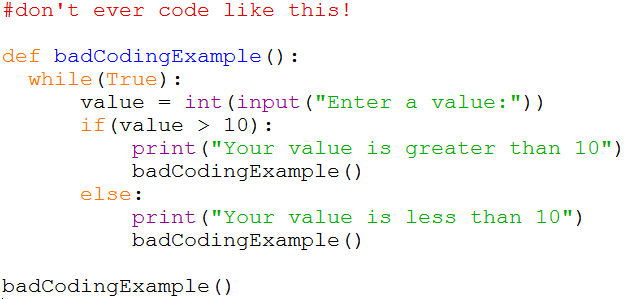 #don't ever code like this!
def badCodingExample():
  while(True):
      value = int(input("Enter a value:"))
      if(value > 10):
          print("Your value is greater than 10")
          badCodingExample()
      else:
          print("Your value is less than 10")
          badCodingExample()
badCodingExample()